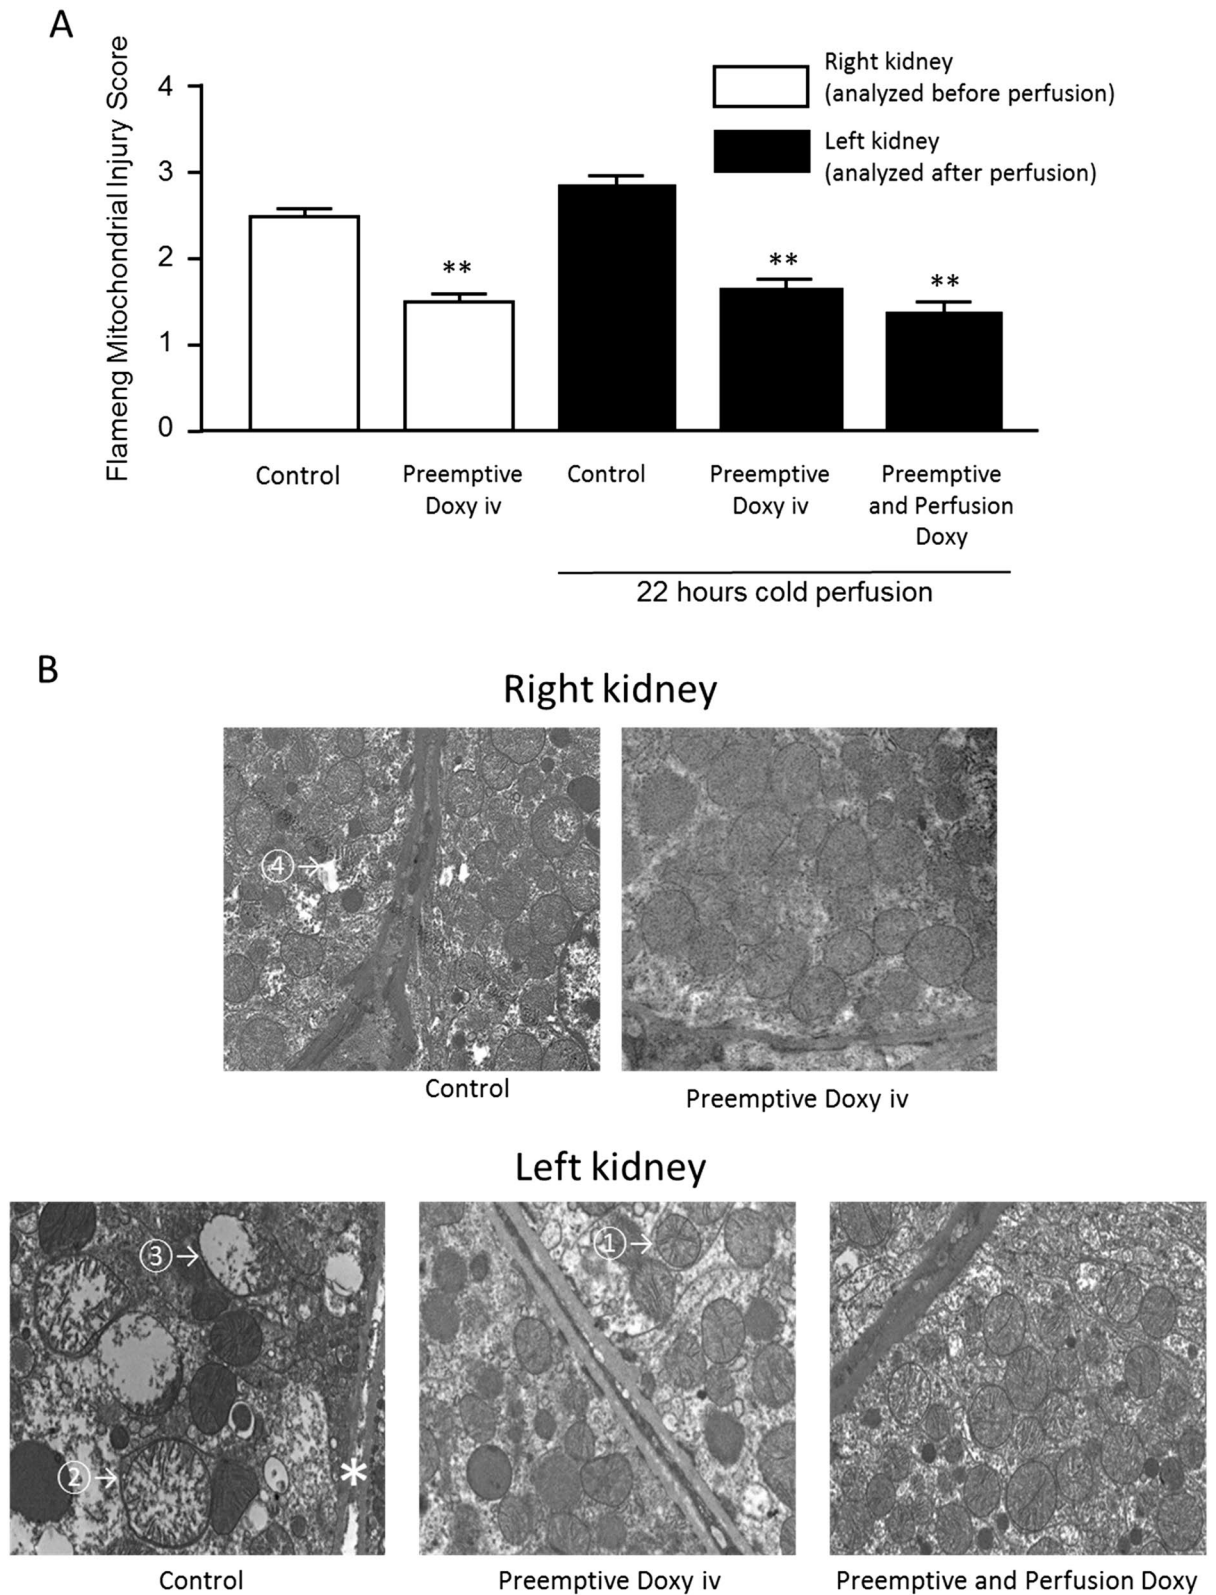 A
Flameng Mitochondrial Injury Score
4
3
2
1
0
Right kidney
(analyzed before perfusion)
Left kidney
(analyzed after perfusion)
**
**
**
Control
Preemptive
Doxy iv
Control
Preemptive
Doxy iv
Preemptive
and Perfusion
Doxy
22 hours cold perfusion
B
Right kidney
④→
Control
Preemptive Doxy iv
Left kidney
③→
②→
*
①→
Control
Preemptive Doxy iv
Preemptive and Perfusion Doxy